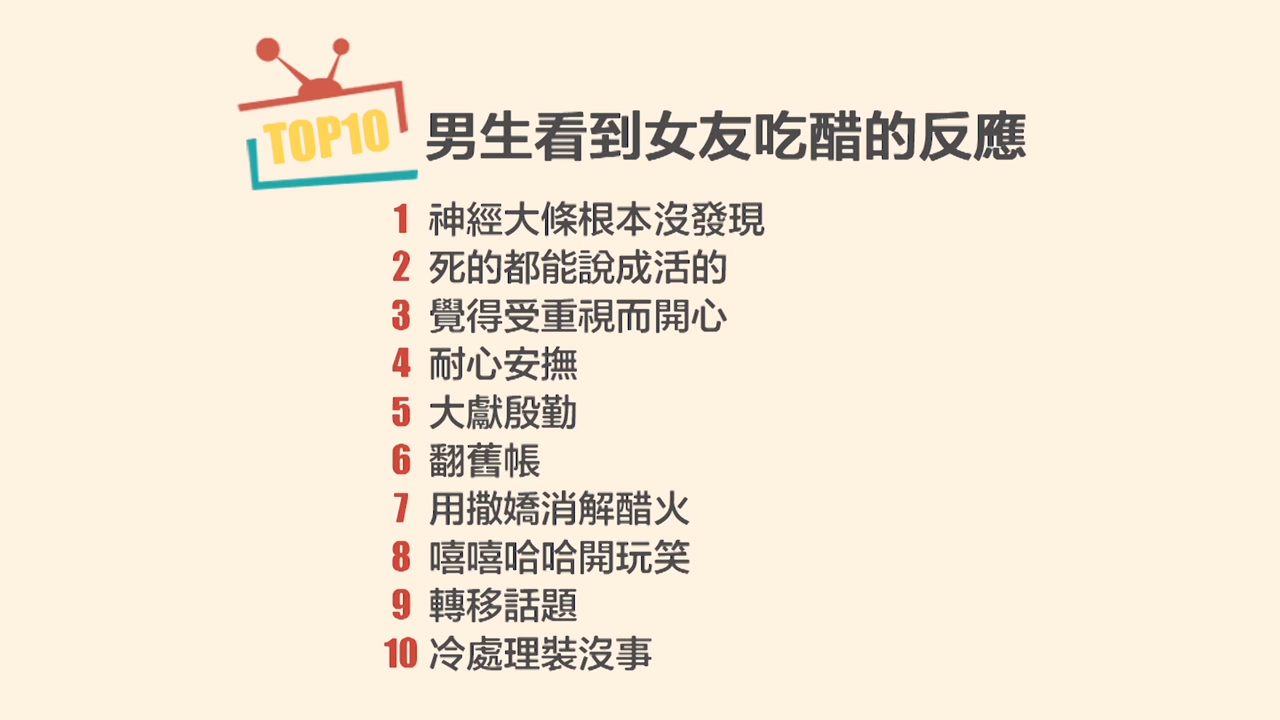 TOP10 男生看到女友吃醋的反應
1 神經大條根本沒發現
2 死的都能說成活的
3 覺得受重視而開心
4 耐心安撫
5 大獻殷勤
6 翻舊帳
7 用撒嬌消解醋火
8 嘻嘻哈哈開玩笑
9 轉移話題
10 冷處理裝沒事